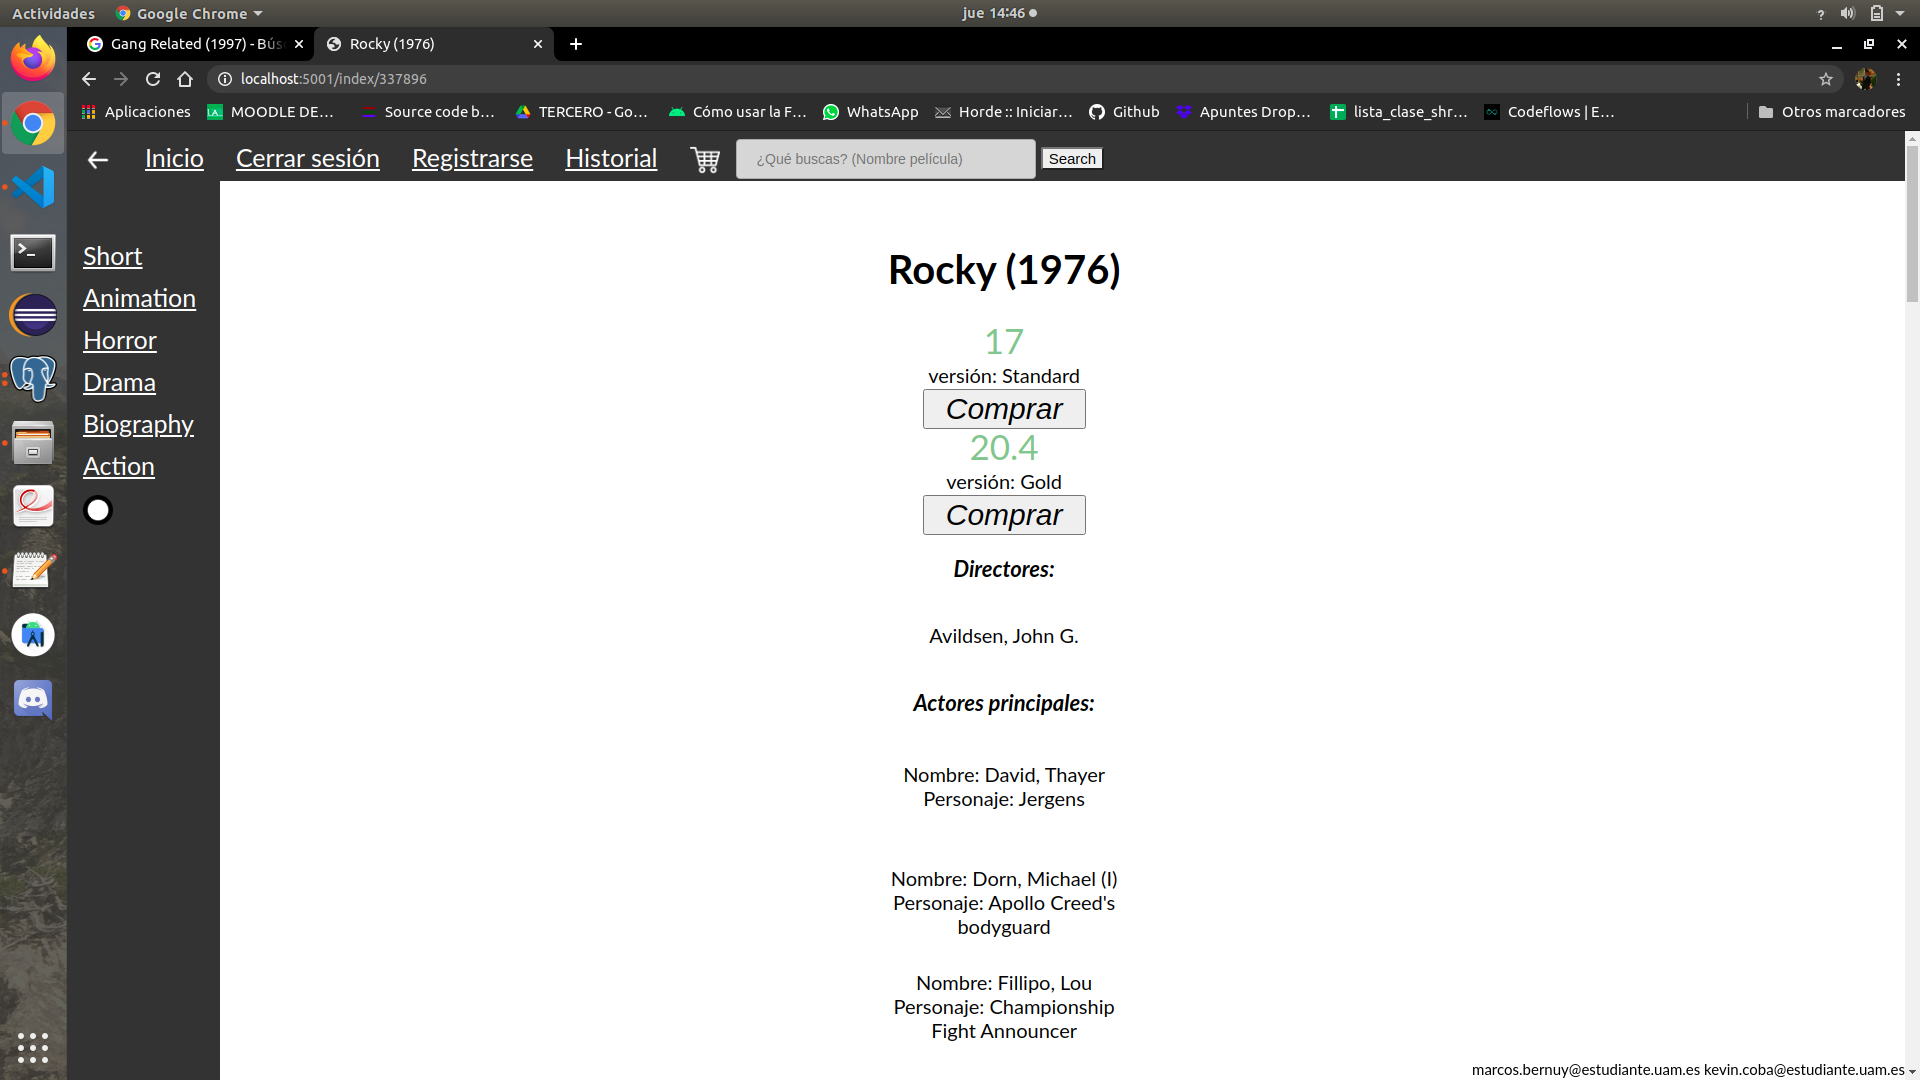 Actividades Google Chrome jue 14:46 ?
Gang Related (1997) - Bús Rocky (1976)
localhost:5001/index/337896
Aplicaciones MOODLE DE... Source code b... TERCERO - Go... Cómo usar la F... WhatsApp Horde :: Iniciar... Github Apuntes Drop... lista_clase_shr... Codeflows | E... Otros marcadores
Inicio Cerrar sesión Registrarse Historial ¿Qué buscas? (Nombre película) Search
Short
Animation
Horror
Drama
Biography
Action
Rocky (1976)
17
versión: Standard
Comprar
20.4
versión: Gold
Comprar
Directores:
Avildsen, John G.
Actores principales:
Nombre: David, Thayer
Personaje: Jergens
Nombre: Dorn, Michael (I)
Personaje: Apollo Creed's
bodyguard
Nombre: Fillipo, Lou
Personaje: Championship
Fight Announcer
marcos.bernuy@estudiante.uam.es kevin.coba@estudiante.uam.es